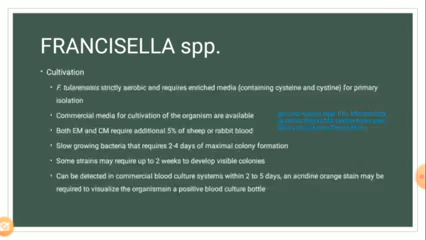 FRANCISELLA spp.
Cultivation
F. tularensis strictly aerobic and requires enriched media (containing cysteine and cystine) for primary
isolation
Commercial media for cultivation of the organism are available
Both EM and CM require additional 5% of sheep or rabbit blood
Slow growing bacteria that requires 2-4 days of maximal colony formation
Some strains may require up to 2 weeks to develop visible colonies
Can be detected in commercial blood culture systems within 2 to 5 days, an acridine orange stain may be
required to visualize the organismsin a positive blood culture bottle